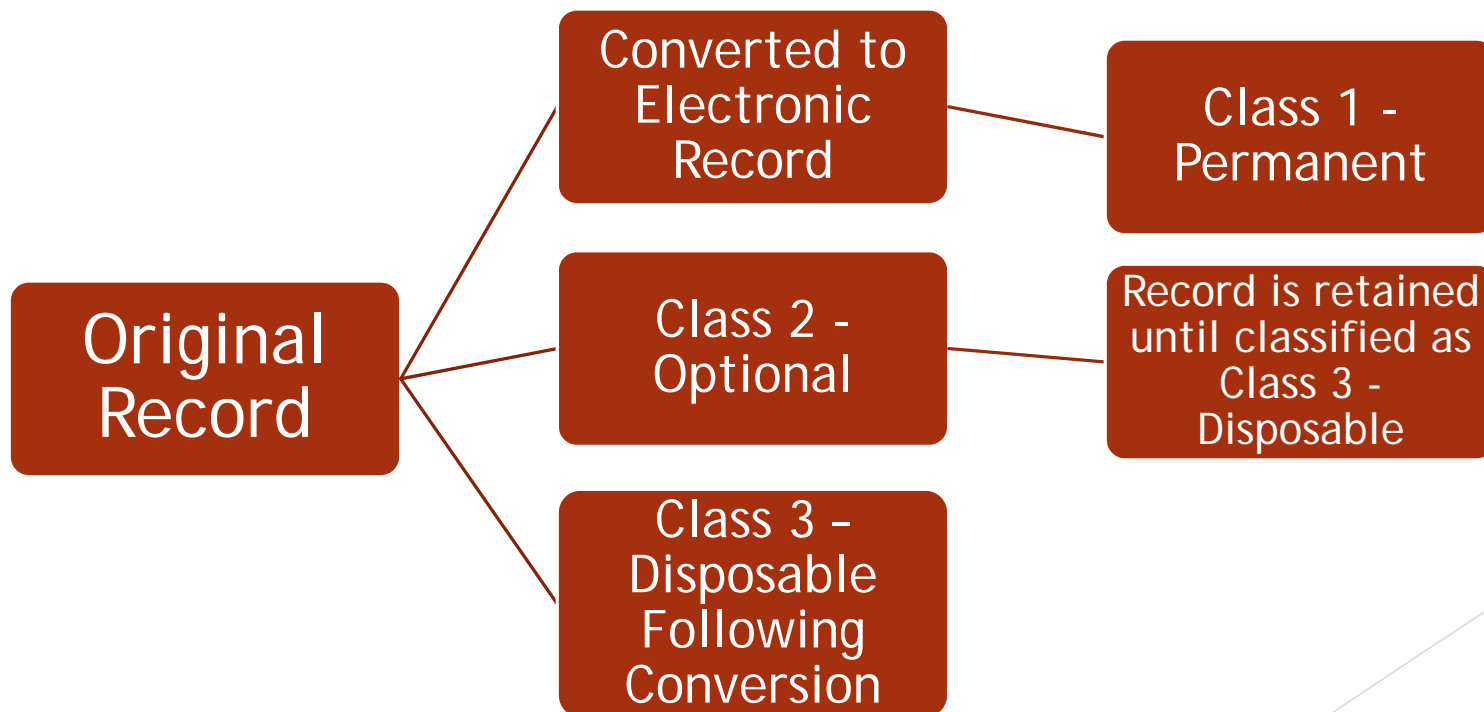 Original
Record
Converted to
Electronic
Record
Class 1 -
Permanent
Class 2 -
Optional
Record is retained
until classified as
Class 3 -
Disposable
Class 3 –
Disposable
Following
Conversion